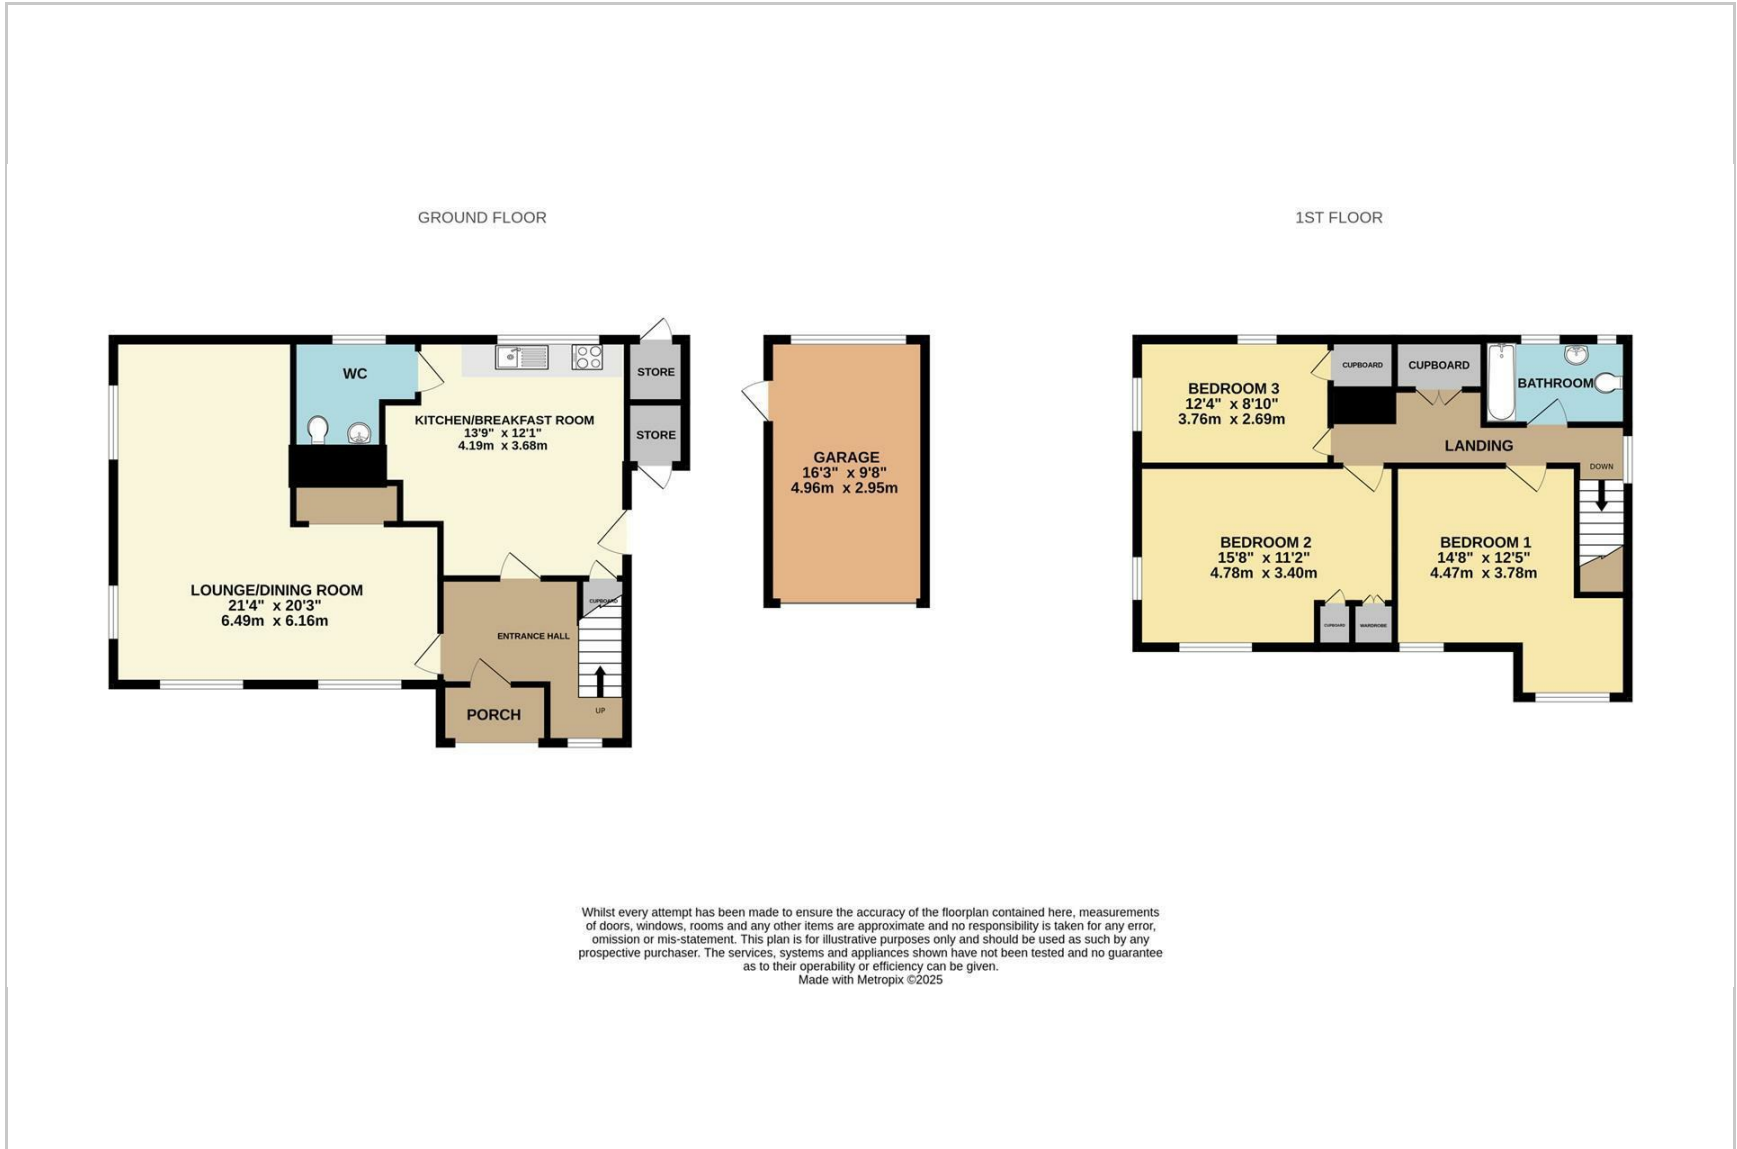 GROUND FLOOR
1ST FLOOR
WC
KITCHEN/BREAKFAST ROOM
13'9" x 12'1"
4.19m x 3.68m
STORE
STORE
LOUNGE/DINING ROOM
21'4" x 20'3"
6.49m x 6.16m
CUPBOARD
ENTRANCE HALL
PORCH
UP
GARAGE
16'3" x 9'8"
4.96m x 2.95m
BEDROOM 3
12'4" x 8'10"
3.76m x 2.69m
CUPBOARD
CUPBOARD
BATHROOM
LANDING
DOWN
BEDROOM 2
15'8" x 11'2"
4.78m x 3.40m
CUPBOARD
WARDROBE
BEDROOM 1
14'8" x 12'5"
4.47m x 3.78m
Whilst every attempt has been made to ensure the accuracy of the floorplan contained here, measurements
of doors, windows, rooms and any other items are approximate and no responsibility is taken for any error,
omission or mis-statement. This plan is for illustrative purposes only and should be used as such by any
prospective purchaser. The services, systems and appliances shown have not been tested and no guarantee
as to their operability or efficiency can be given.
Made with Metropix ©2025